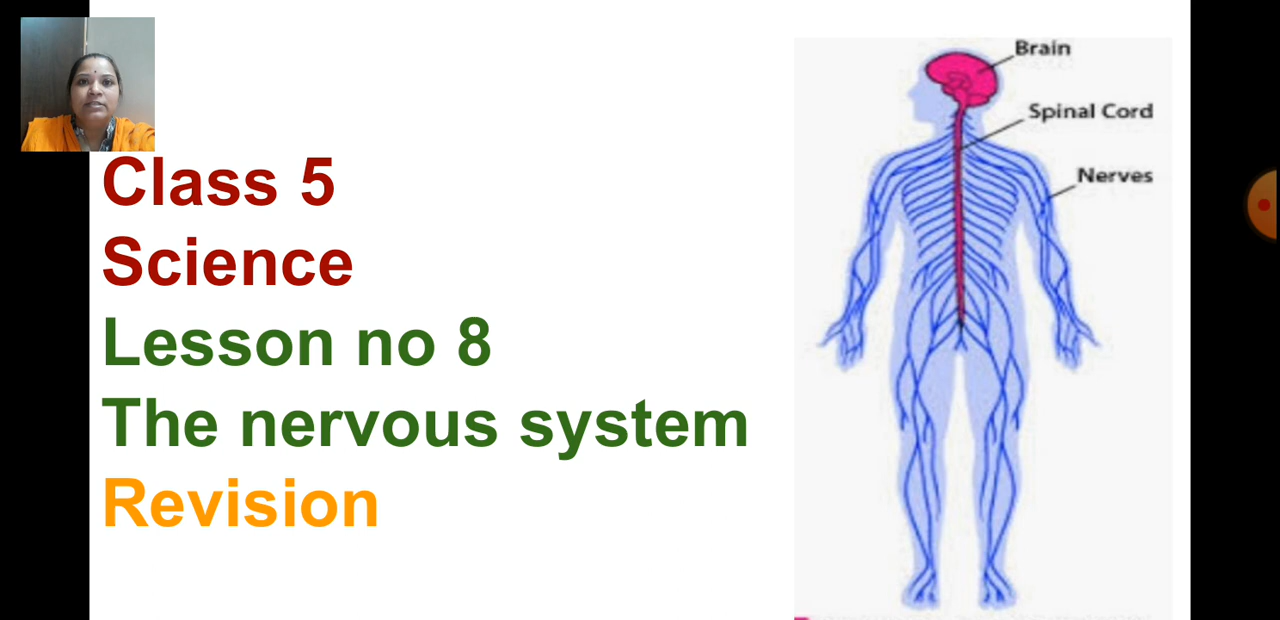 Class 5
Science
Lesson no 8
The nervous system
Revision
Brain
Spinal Cord
Nerves